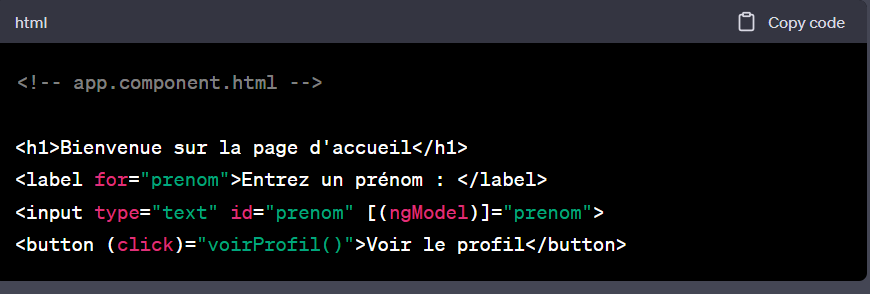 html
Copy code
<!-- app.component.html -->
<h1>Bienvenue sur la page d'accueil</h1>
<label for="prenom">Entrez un prénom : </label>
<input type="text" id="prenom" [(ngModel)]="prenom">
<button (click)="voirProfil()">Voir le profil</button>